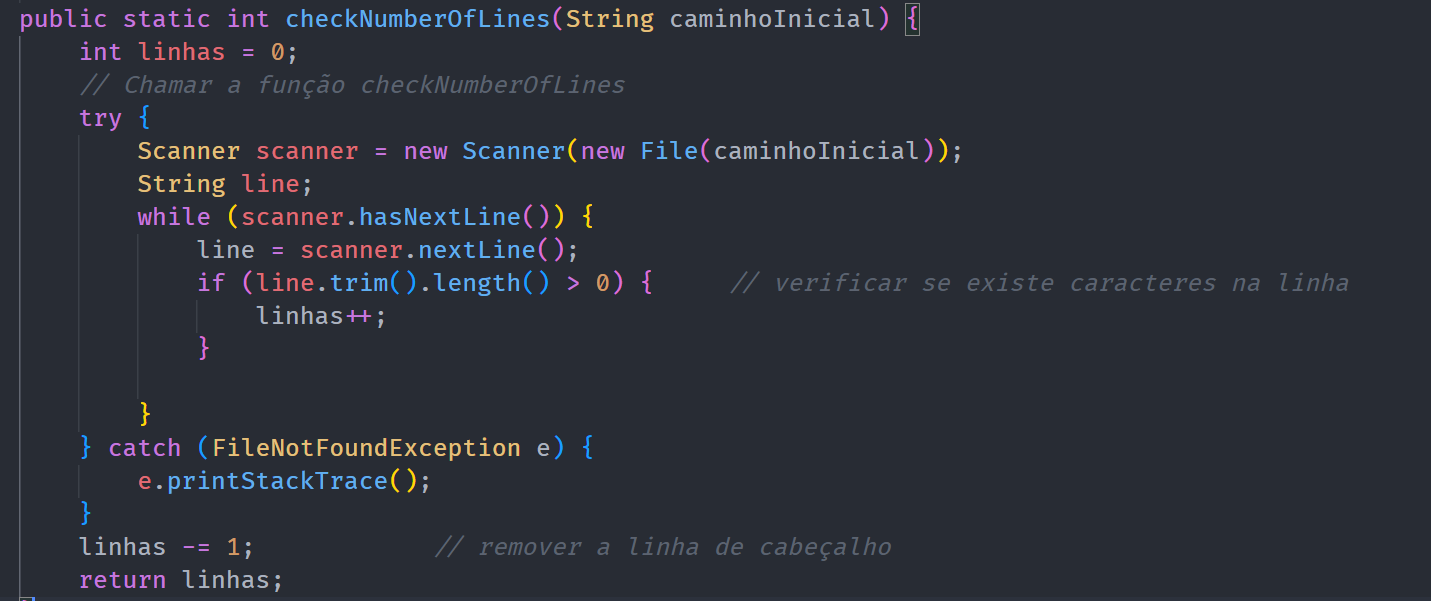 public static int checkNumberOfLines(String caminhoInicial) {
    int linhas = 0;
    // Chamar a função checkNumberOfLines
    try {
        Scanner scanner = new Scanner(new File(caminhoInicial));
        String line;
        while (scanner.hasNextLine()) {
            line = scanner.nextLine();
            if (line.trim().length() > 0) {     // verificar se existe caracteres na linha
                linhas++;
            }

        }
    } catch (FileNotFoundException e) {
        e.printStackTrace();
    }
    linhas -= 1;            // remover a linha de cabeçalho
    return linhas;